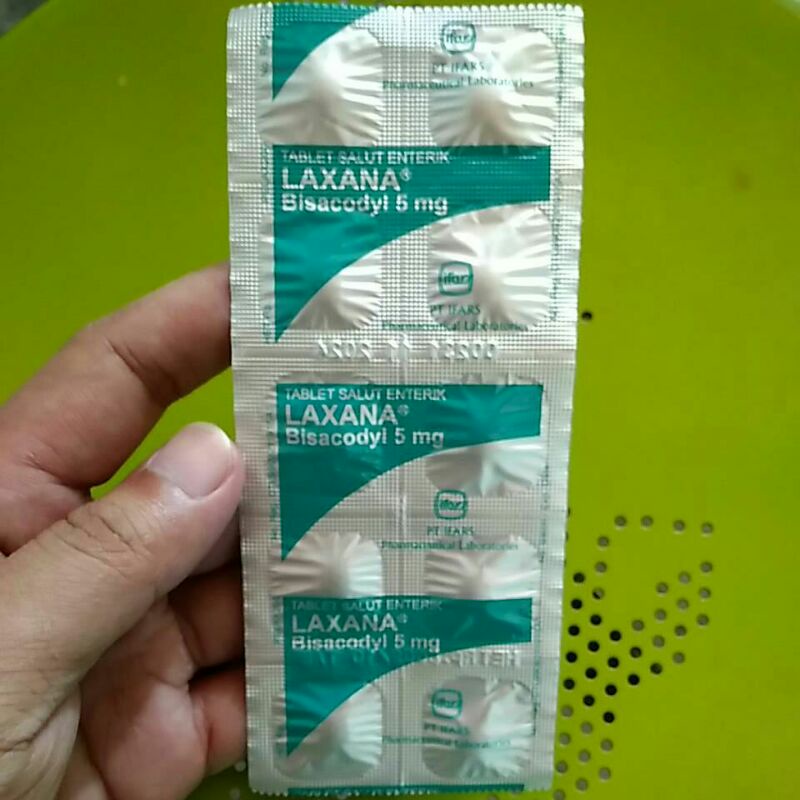 ifars
PT IFARS
Pharmaceutical Laboratories
TABLET SALUT ENTERIK
LAXANA®
Bisacodyl 5 mg
ifars
PT IFARS
Pharmaceutical Laboratories
TABLET SALUT ENTERIK
LAXANA®
Bisacodyl 5 mg
ifars
PT IFARS
Pharmaceutical Laboratories
TABLET SALUT ENTERIK
LAXANA®
Bisacodyl 5 mg
ifars
PT IFARS
Pharmaceutical Laboratories